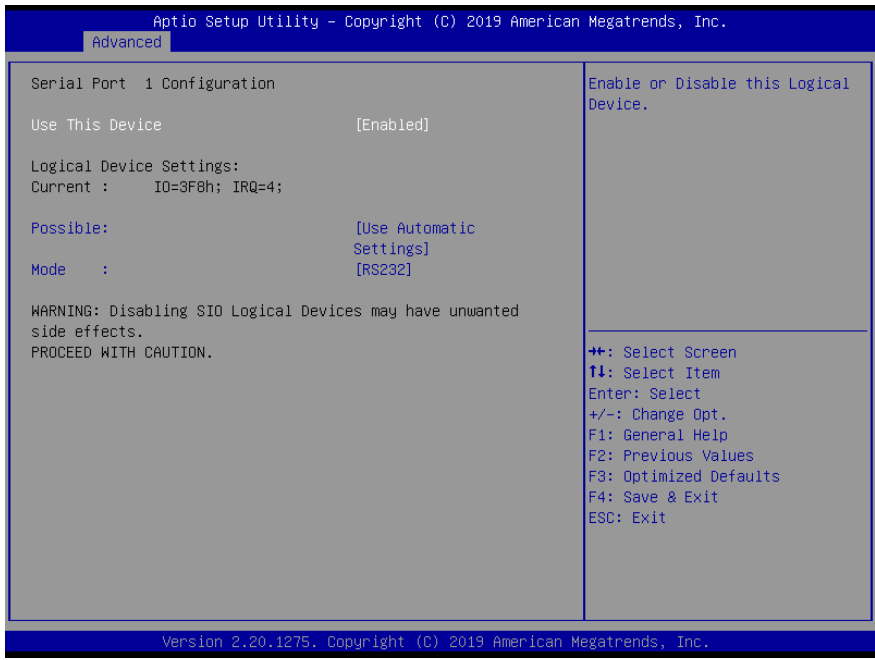 Aptio Setup Utility – Copyright (C) 2019 American Megatrends, Inc.
Advanced
Serial Port 1 Configuration
Use This Device [Enabled]
Logical Device Settings:
Current : IO=3F8h; IRQ=4;
Possible: [Use Automatic
Settings]
Mode : [RS232]
WARNING: Disabling SIO Logical Devices may have unwanted
side effects.
PROCEED WITH CAUTION.
Enable or Disable this Logical
Device.
→←: Select Screen
↑↓: Select Item
Enter: Select
+/-: Change Opt.
F1: General Help
F2: Previous Values
F3: Optimized Defaults
F4: Save & Exit
ESC: Exit
Version 2.20.1275. Copyright (C) 2019 American Megatrends, Inc.